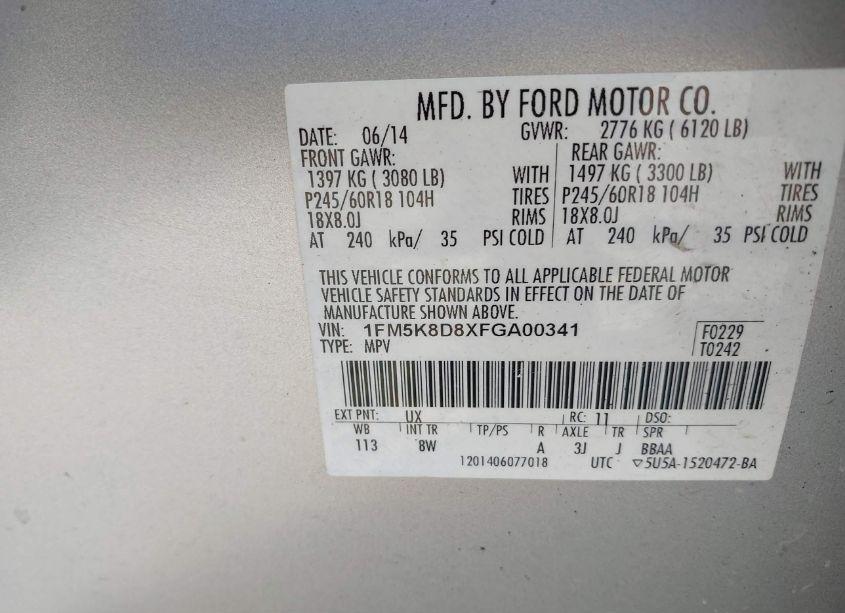 MFD. BY FORD MOTOR CO.
DATE: 06/14 GVWR: 2776 KG ( 6120 LB)
FRONT GAWR: REAR GAWR:
1397 KG ( 3080 LB) WITH 1497 KG ( 3300 LB) WITH
P245/60R18 104H TIRES P245/60R18 104H TIRES
18X8.0J RIMS 18X8.0J RIMS
AT 240 kPa/ 35 PSI COLD AT 240 kPa/ 35 PSI COLD
THIS VEHICLE CONFORMS TO ALL APPLICABLE FEDERAL MOTOR
VEHICLE SAFETY STANDARDS IN EFFECT ON THE DATE OF
MANUFACTURE SHOWN ABOVE.
VIN: 1FM5K8D8XFGA00341 F0229
TYPE: MPV T0242
EXT PNT: UX RC: 11 DSO:
WB INT TR TP/PS R AXLE TR SPR
113 8W A 3J J BBAA
1201406077018 UTC ▽5U5A-1520472-BA